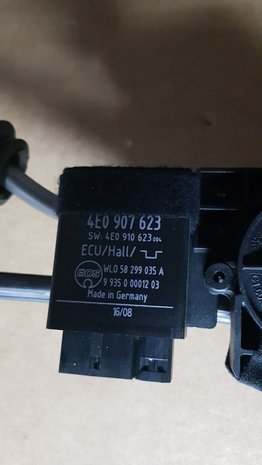 4E0 907 623
SW: 4E0 910 623 004
ECU/Hall/
BOS
WLO 58 299 035 A
9 935 0 00012 03
Made in Germany
16/08